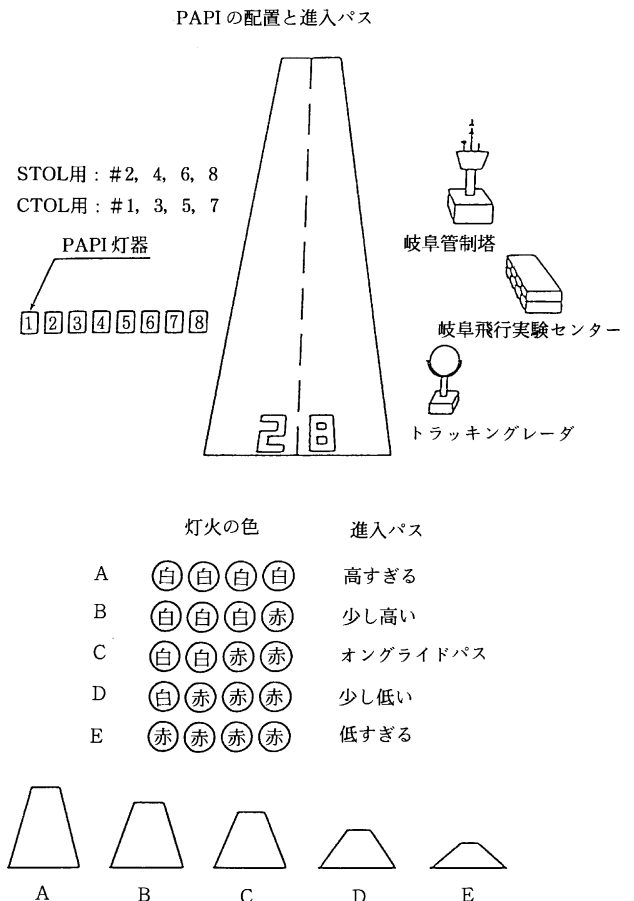 PAPIの配置と進入パス
STOL用:#2, 4, 6, 8
CTOL用:#1, 3, 5, 7
PAPI灯器
1 2 3 4 5 6 7 8
岐阜管制塔
岐阜飛行実験センター
トラッキングレーダ
28
灯火の色 進入パス
A 白 白 白 白 高すぎる
B 白 白 白 赤 少し高い
C 白 白 赤 赤 オングライドパス
D 白 赤 赤 赤 少し低い
E 赤 赤 赤 赤 低すぎる
A B C D E